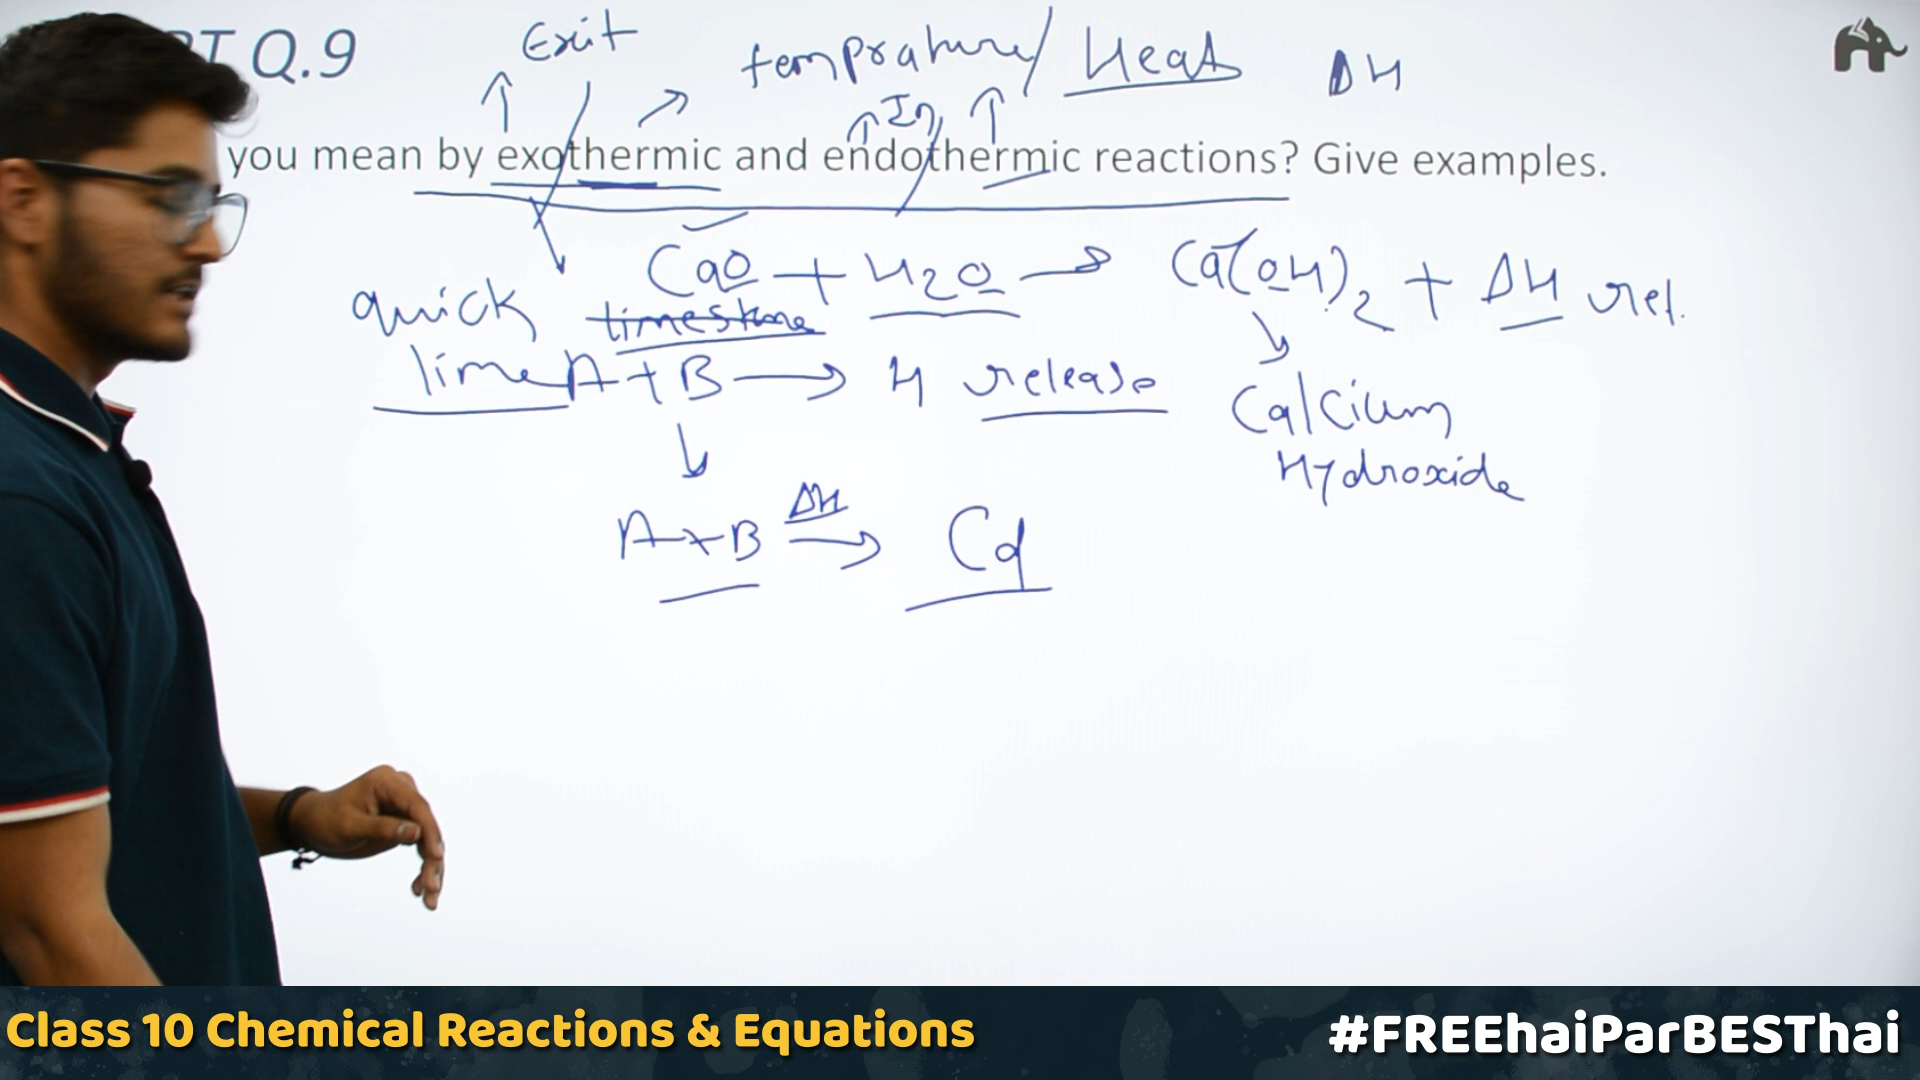 T Q.9
Exit
temprature/ Heat ΔH
In
you mean by exothermic and endothermic reactions? Give examples.
CaO + H2O → Ca(OH)2 + ΔH rel.
quick
limestone
lime
A + B → H release
Calcium
Hydroxide
ΔH
A+B →
Class 10 Chemical Reactions & Equations
#FREEhaiParBESThai